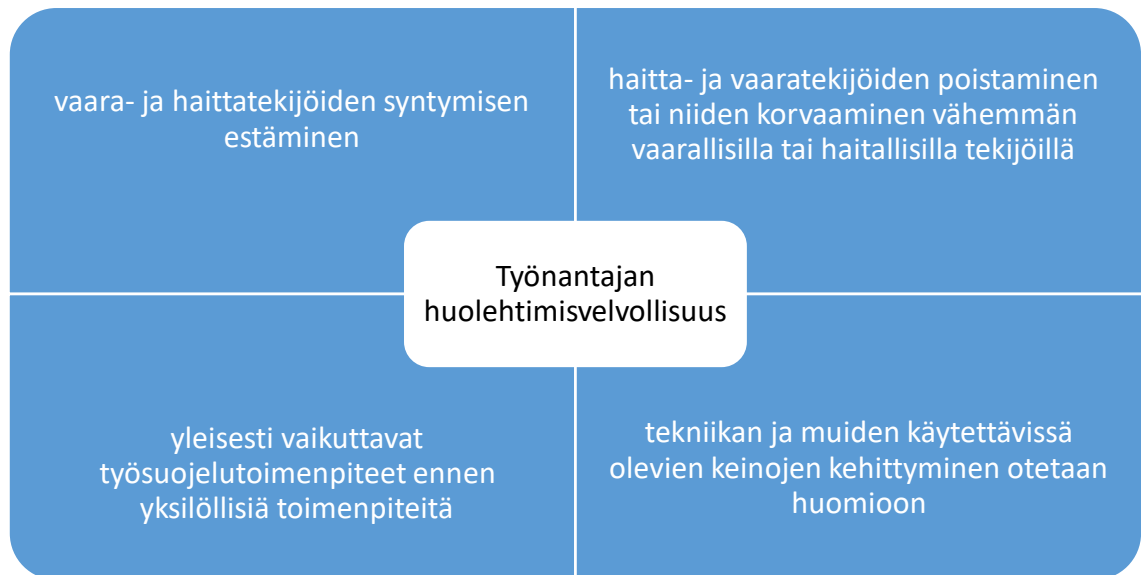 vaara- ja haittatekijöiden syntymisen
estäminen
haitta- ja vaaratekijöiden poistaminen
tai niiden korvaaminen vähemmän
vaarallisilla tai haitallisilla tekijöillä
Työnantajan
huolehtimisvelvollisuus
yleisesti vaikuttavat
työsuojelutoimenpiteet ennen
yksilöllisiä toimenpiteitä
tekniikan ja muiden käytettävissä
olevien keinojen kehittyminen otetaan
huomioon